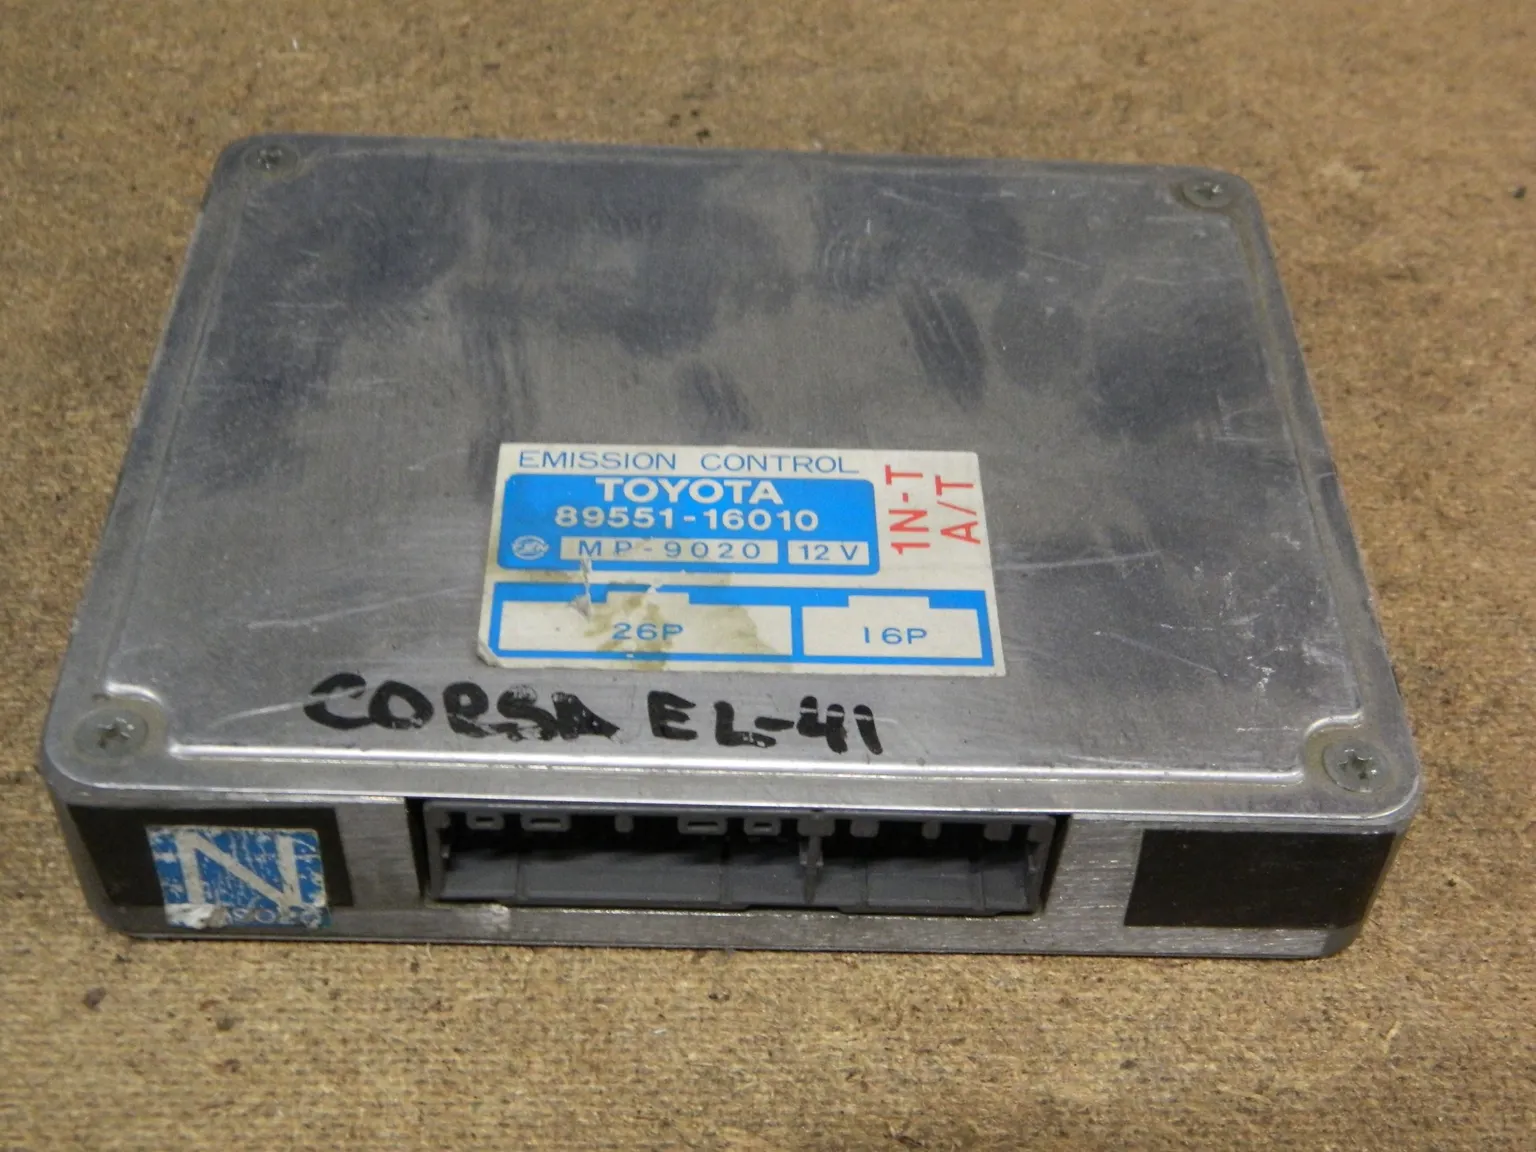 EMISSION CONTROL
TOYOTA
89551-16010
MP-9020 12V
1N-T
A/T
26P 16P
CORSA EL-41
N